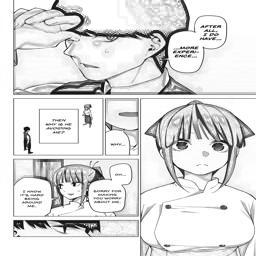 AFTER
ALL,
I DO
HAVE...
...MORE
EXPERI-
ENCE...
THEN
WHY IS HE
AVOIDING
ME?
WHY...
OH...
I KNOW
IT'S HARD
BEING
AROUND
ME.
SORRY FOR
MAKING
YOU WORRY
ABOUT ME.